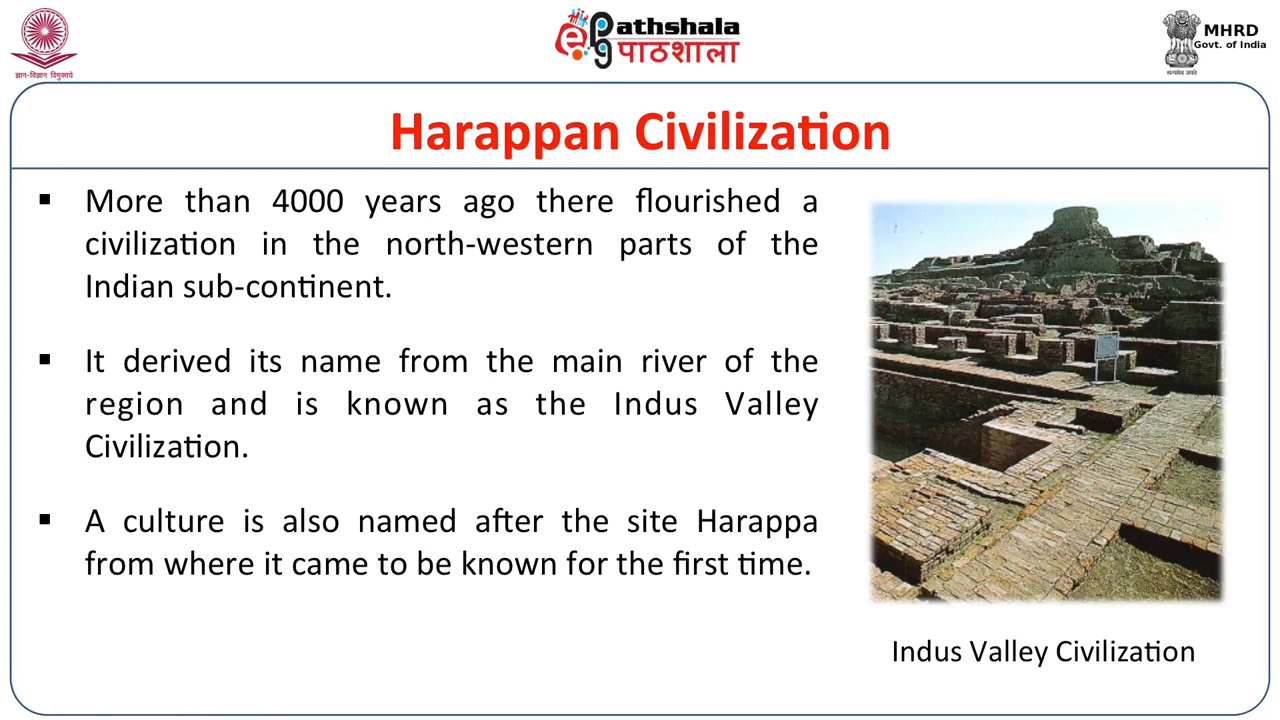 ज्ञान-विज्ञान विमुक्तये
ePathshala
पाठशाला
MHRD
Govt. of India
सत्यमेव जयते
Harappan Civilization
▪ More than 4000 years ago there flourished a
civilization in the north-western parts of the
Indian sub-continent.
▪ It derived its name from the main river of the
region and is known as the Indus Valley
Civilization.
▪ A culture is also named after the site Harappa
from where it came to be known for the first time.
Indus Valley Civilization